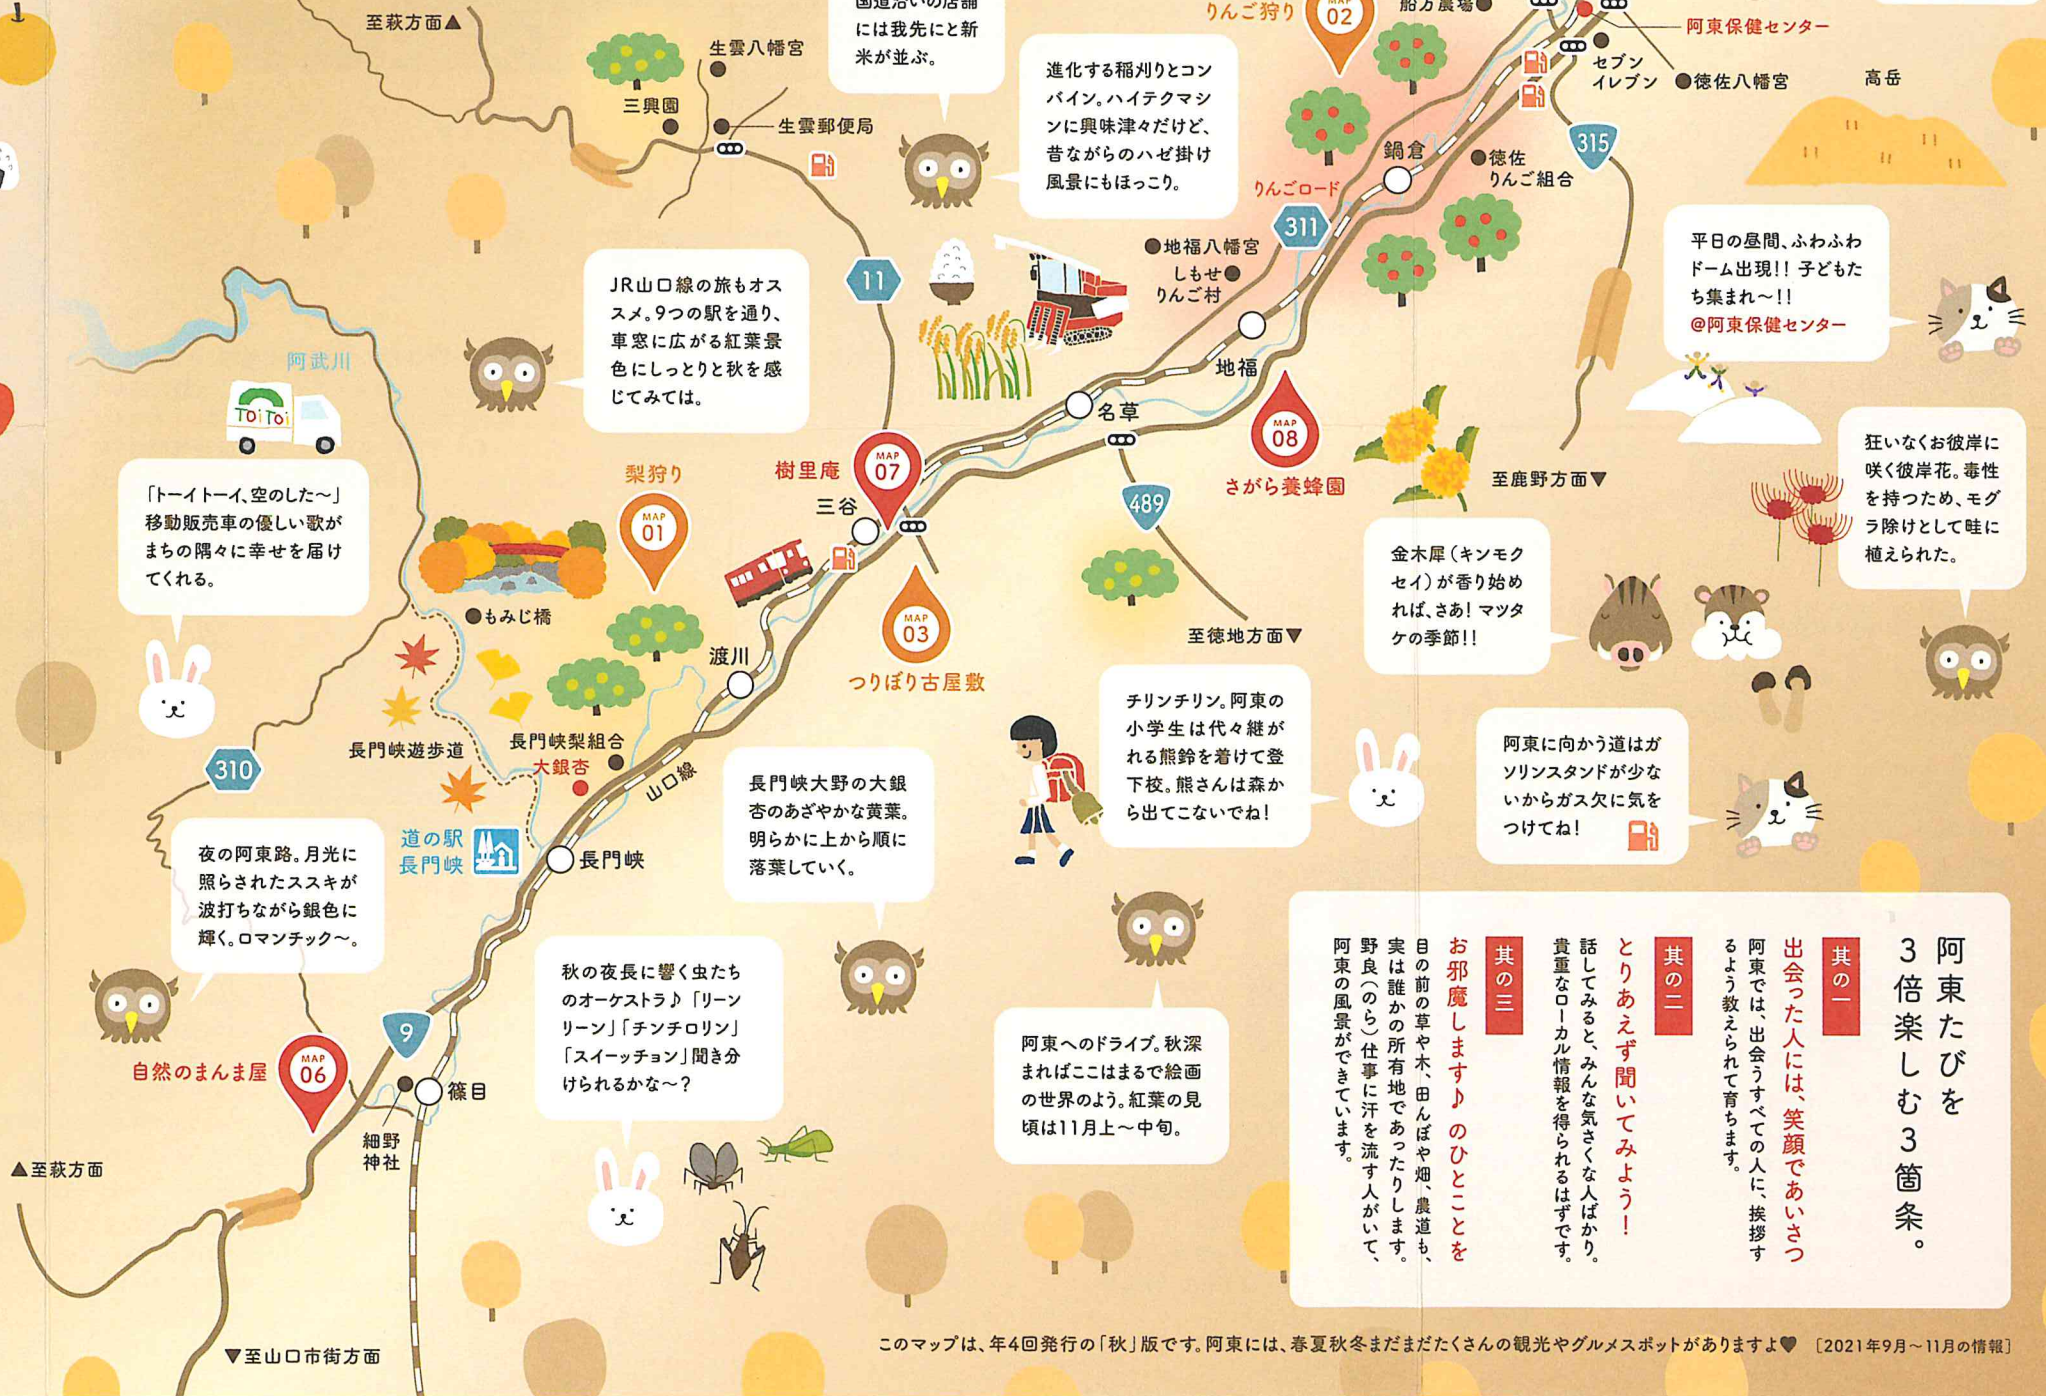 至萩方面▲
生雲八幡宮
三興園
生雲郵便局
には我先にと新
米が並ぶ。
進化する稲刈りとコン
バイン。ハイテクマシ
ンに興味津々だけど、
昔ながらのハゼ掛け
風景にもほっこり。
りんご狩り
MAP
02
船方農場
阿東保健センター
セブン
イレブン
徳佐八幡宮
高岳
315
鍋倉
徳佐
りんご組合
りんごロード
311
地福八幡宮
しもせ
りんご村
地福
11
平日の昼間、ふわふわ
ドーム出現!! 子どもた
ち集まれ〜!!
@阿東保健センター
JR山口線の旅もオス
スメ。9つの駅を通り、
車窓に広がる紅葉景
色にしっとりと秋を感
じてみては。
阿武川
TOiTOi
「トーイトーイ、空のした〜」
移動販売車の優しい歌が
まちの隅々に幸せを届け
てくれる。
名草
MAP
08
さがら養蜂園
至鹿野方面▼
狂いなくお彼岸に
咲く彼岸花。毒性
を持つため、モグ
ラ除けとして畦に
植えられた。
梨狩り
MAP
01
樹里庵
MAP
07
三谷
489
金木犀(キンモク
セイ)が香り始め
れば、さあ! マツタ
ケの季節!!
もみじ橋
MAP
03
つりぼり古屋敷
至徳地方面▼
渡川
チリンチリン。阿東の
小学生は代々継が
れる熊鈴を着けて登
下校。熊さんは森か
ら出てこないでね!
阿東に向かう道はガ
ソリンスタンドが少な
いからガス欠に気を
つけてね!
310
長門峡遊歩道
長門峡梨組合
大銀杏
山口線
長門峡大野の大銀
杏のあざやかな黄葉。
明らかに上から順に
落葉していく。
道の駅
長門峡
長門峡
夜の阿東路。月光に
照らされたススキが
波打ちながら銀色に
輝く。ロマンチック〜。
秋の夜長に響く虫たち
のオーケストラ♪「リーン
リーン」「チンチロリン」
「スイーッチョン」聞き分
けられるかな〜?
阿東へのドライブ。秋深
まればここはまるで絵画
の世界のよう。紅葉の見
頃は11月上〜中旬。
9
自然のまんま屋
MAP
06
篠目
細野
神社
▲至萩方面
▼至山口市街方面
阿東たびを
3倍楽しむ3箇条。
其の一
出会った人には、笑顔であいさつ
阿東では、出会うすべての人に、挨拶す
るよう教えられて育ちます。
其の二
とりあえず聞いてみよう!
話してみると、みんな気さくな人ばかり。
貴重なローカル情報を得られるはずです。
其の三
お邪魔します♪ のひとことを
目の前の草や木、田んぼや畑、農道も、
実は誰かの所有地であったりします。
野良(のら)仕事に汗を流す人がいて、
阿東の風景ができています。
このマップは、年4回発行の「秋」版です。阿東には、春夏秋冬まだまだたくさんの観光やグルメスポットがありますよ♥ [2021年9月〜11月の情報]